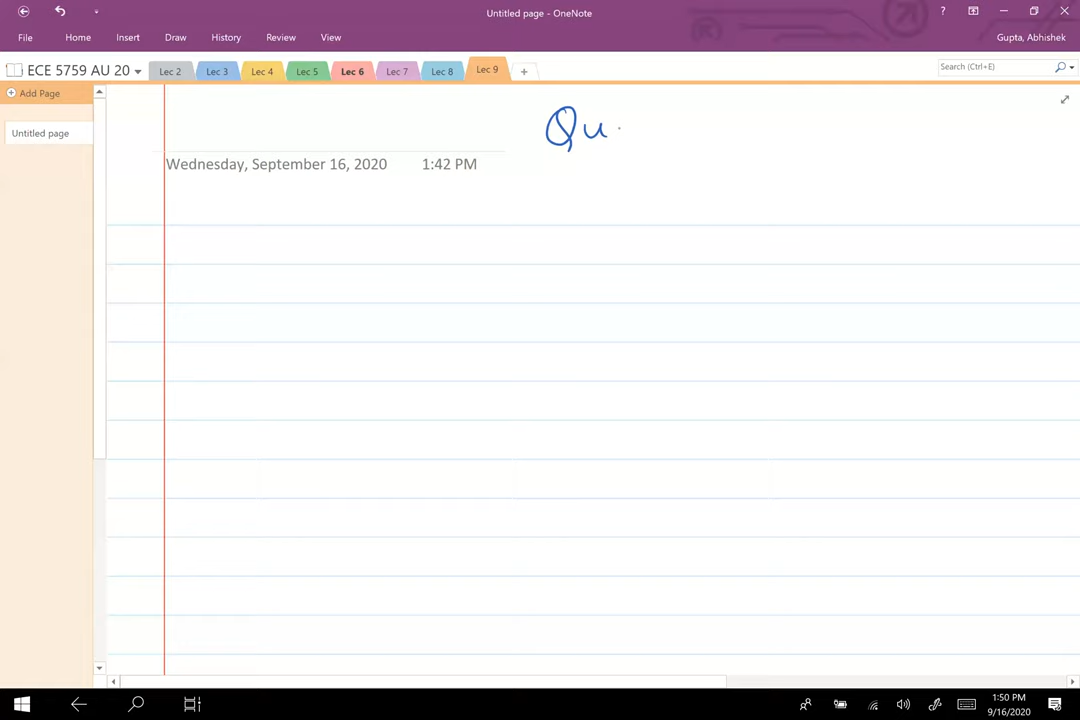 Untitled page - OneNote
?
File
Home
Insert
Draw
History
Review
View
Gupta, Abhishek
ECE 5759 AU 20
Lec 2
Lec 3
Lec 4
Lec 5
Lec 6
Lec 7
Lec 8
Lec 9
+
Search (Ctrl+E)
Add Page
Untitled page
Qu
Wednesday, September 16, 2020
1:42 PM
1:50 PM
9/16/2020